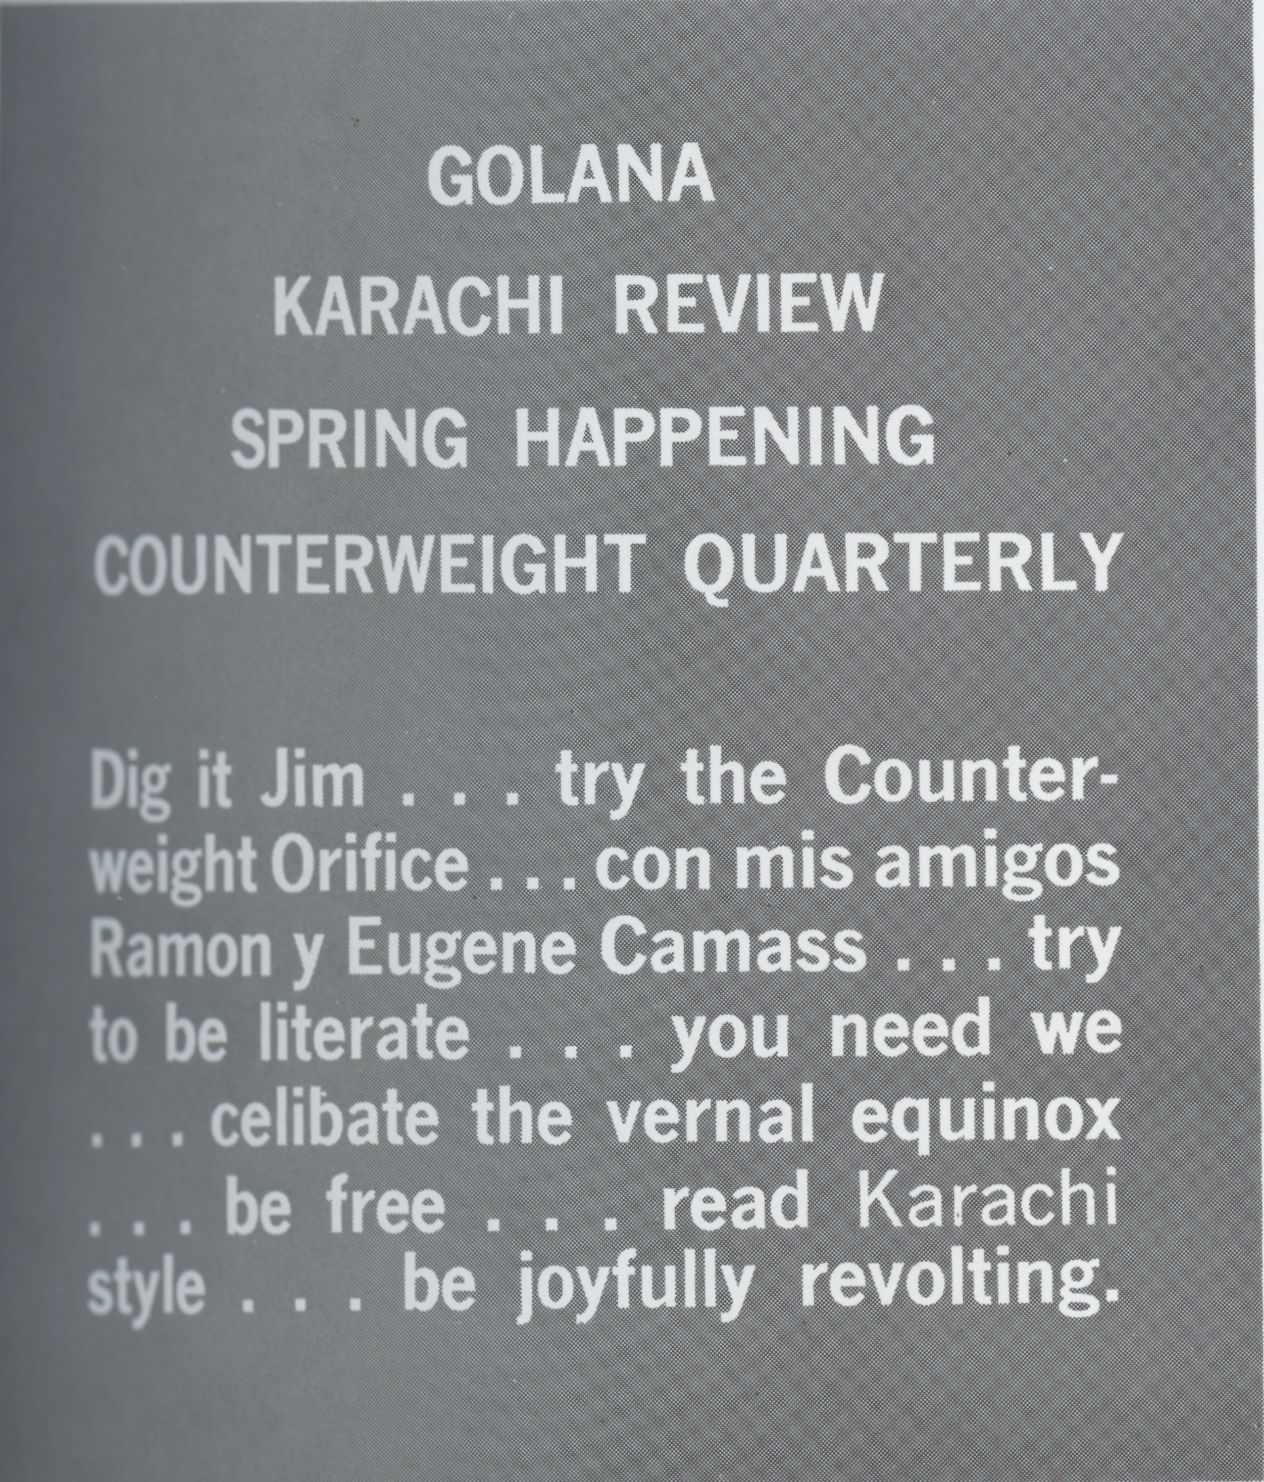 GOLANA
KARACHI REVIEW
SPRING HAPPENING
COUNTERWEIGHT QUARTERLY
Dig it Jim . . . try the Counter-
weight Orifice . . . con mis amigos
Ramon y Eugene Camass . . . try
to be literate . . . you need we
. . . celibate the vernal equinox
. . . be free . . . read Karachi
style . . . be joyfully revolting.